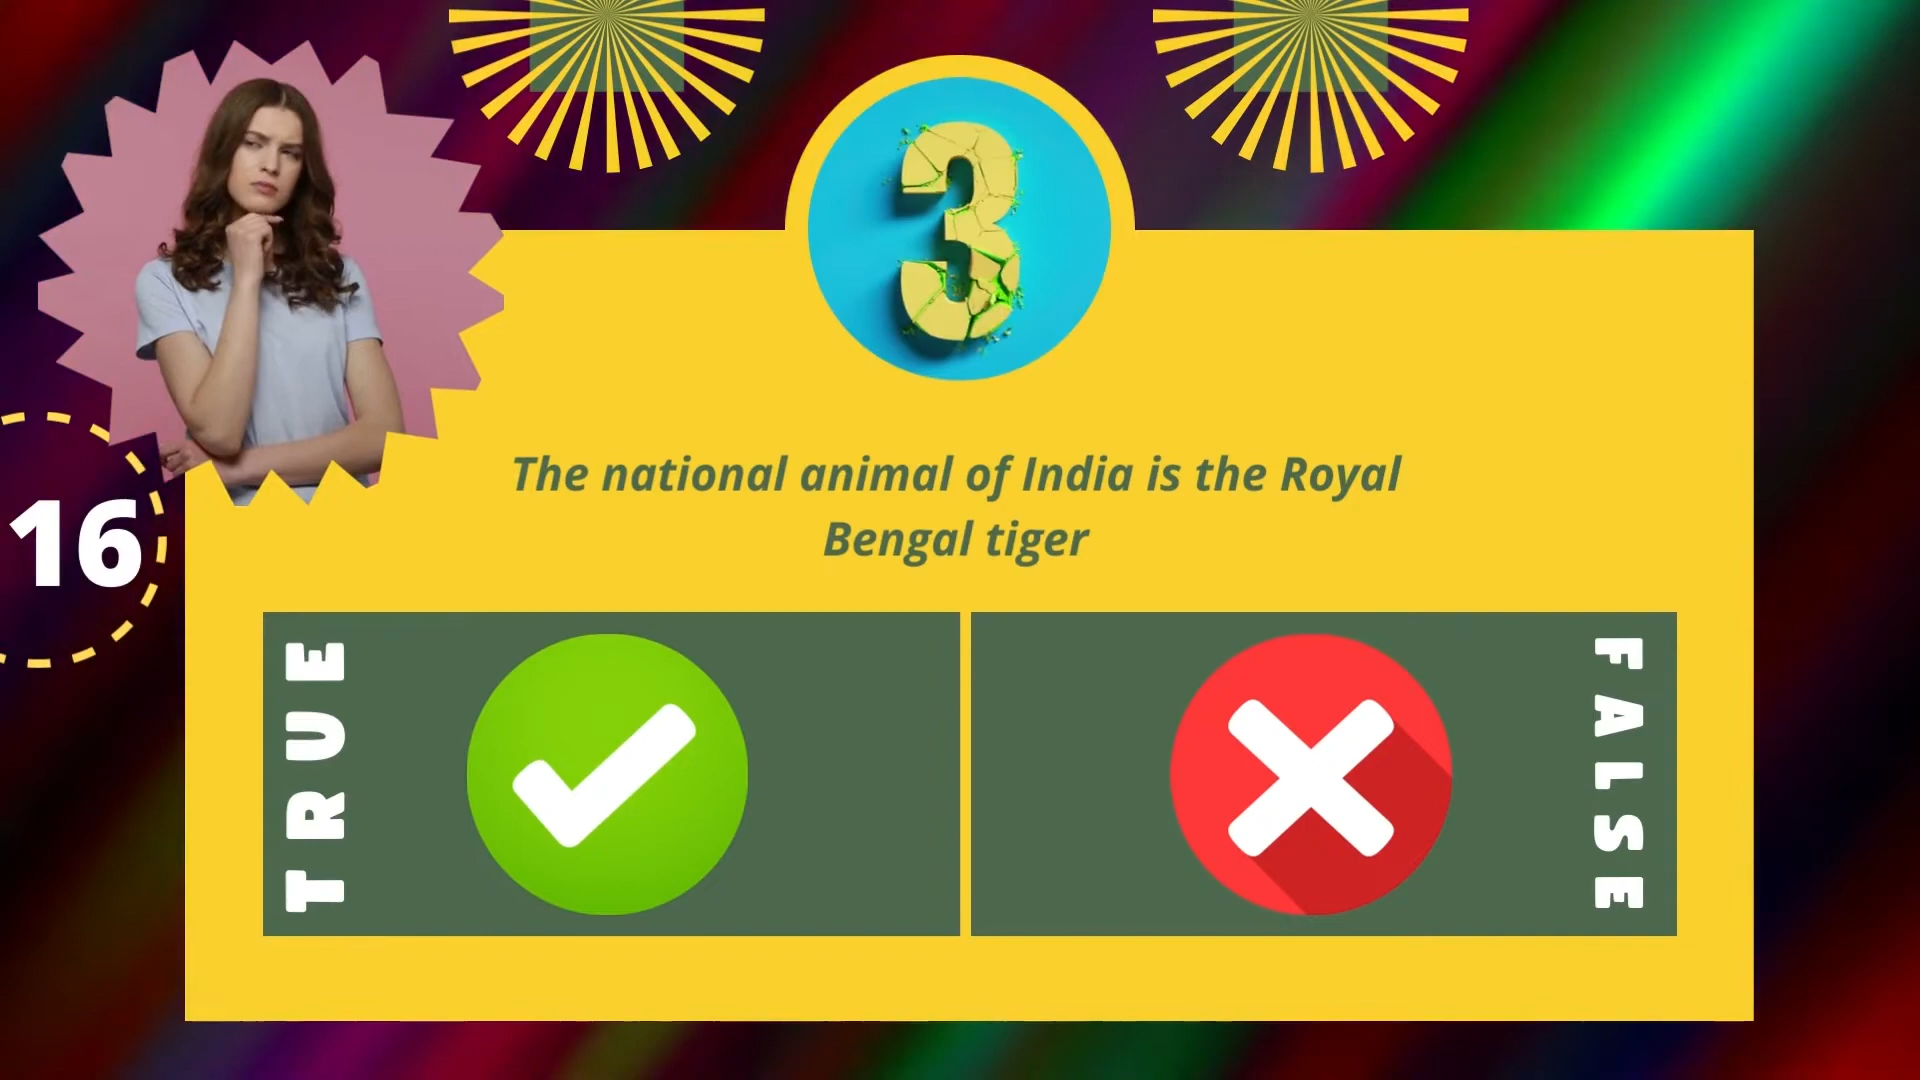 3
The national animal of India is the Royal
Bengal tiger
16
TRUE
FALSE